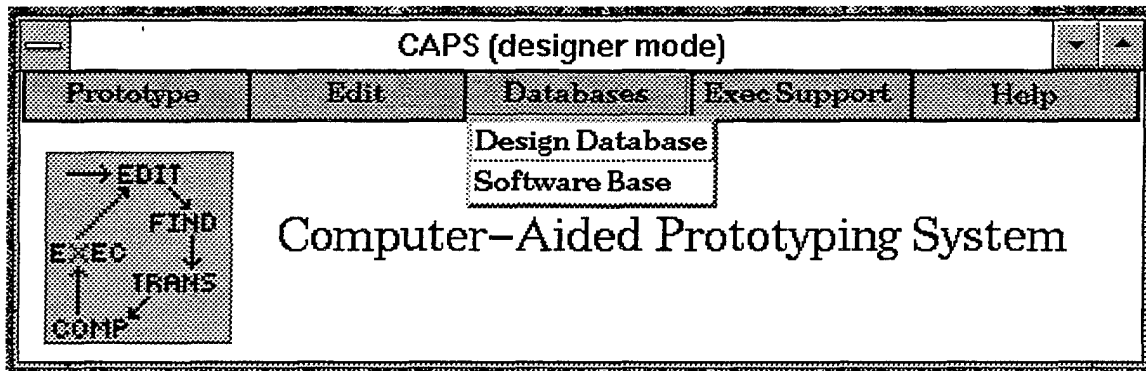 CAPS (designer mode)
Prototype Edit Databases Exec Support Help
Design Database
Software Base
EDIT
FIND
EXEC
TRANS
COMP
Computer-Aided Prototyping System